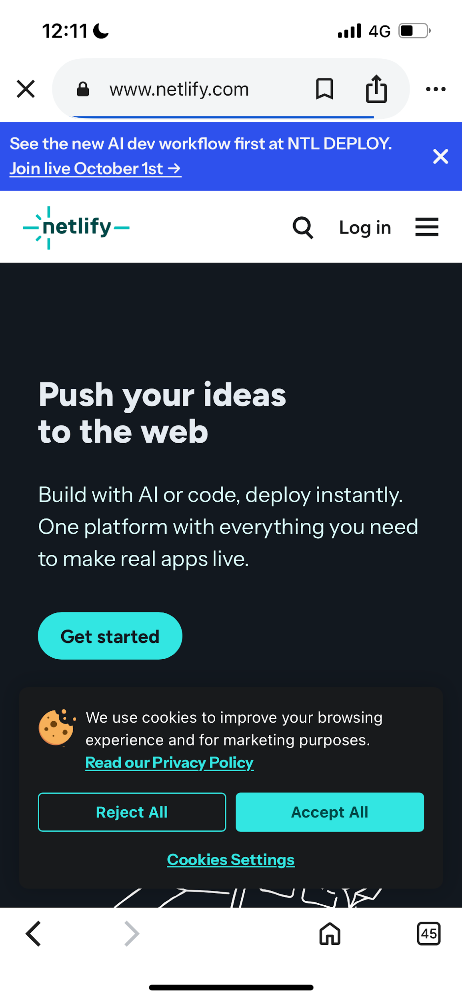 12:11
4G
www.netlify.com
See the new AI dev workflow first at NTL DEPLOY.
Join live October 1st →
netlify
Log in
Push your ideas
to the web
Build with AI or code, deploy instantly.
One platform with everything you need
to make real apps live.
Get started
We use cookies to improve your browsing
experience and for marketing purposes.
Read our Privacy Policy
Reject All
Accept All
Cookies Settings
45